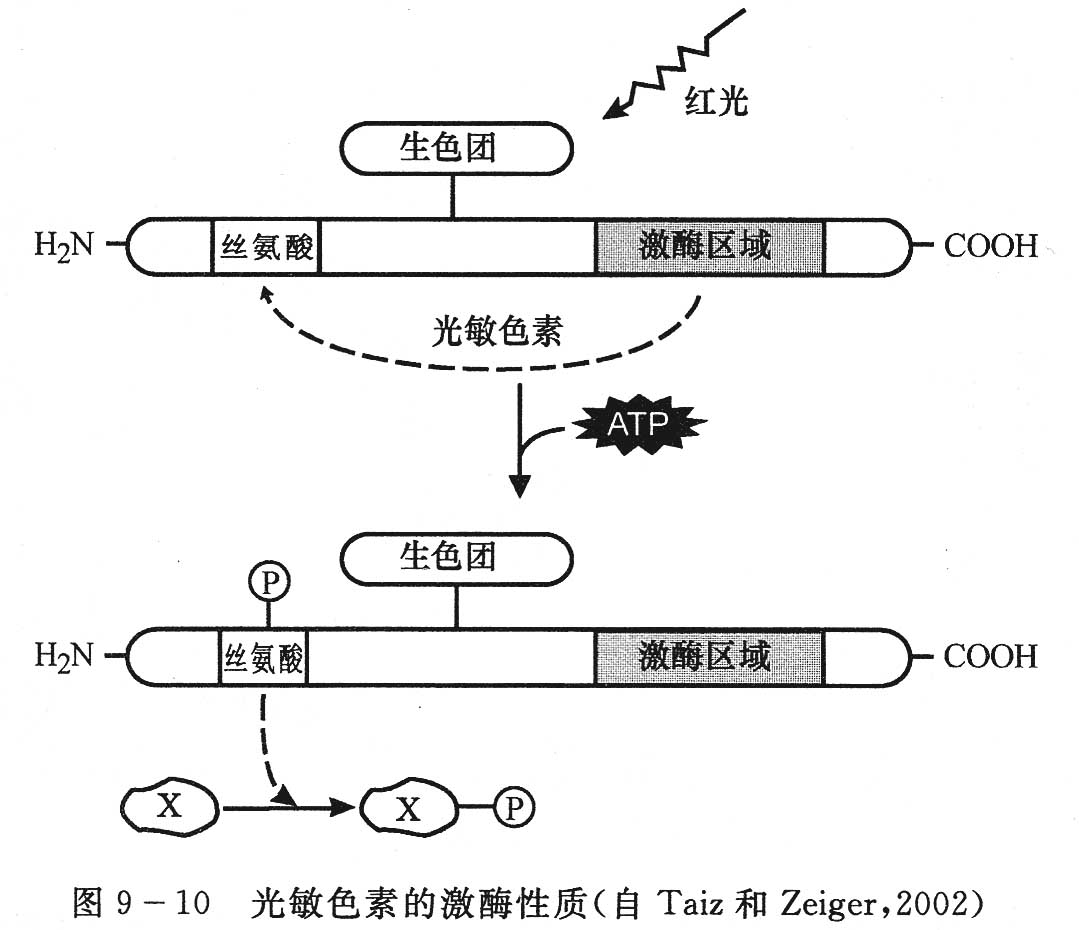 红光
生色团
H₂N 丝氨酸 激酶区域 COOH
光敏色素
ATP
生色团
P
H₂N 丝氨酸 激酶区域 COOH
X X P
图 9-10 光敏色素的激酶性质(自 Taiz 和 Zeiger,2002)